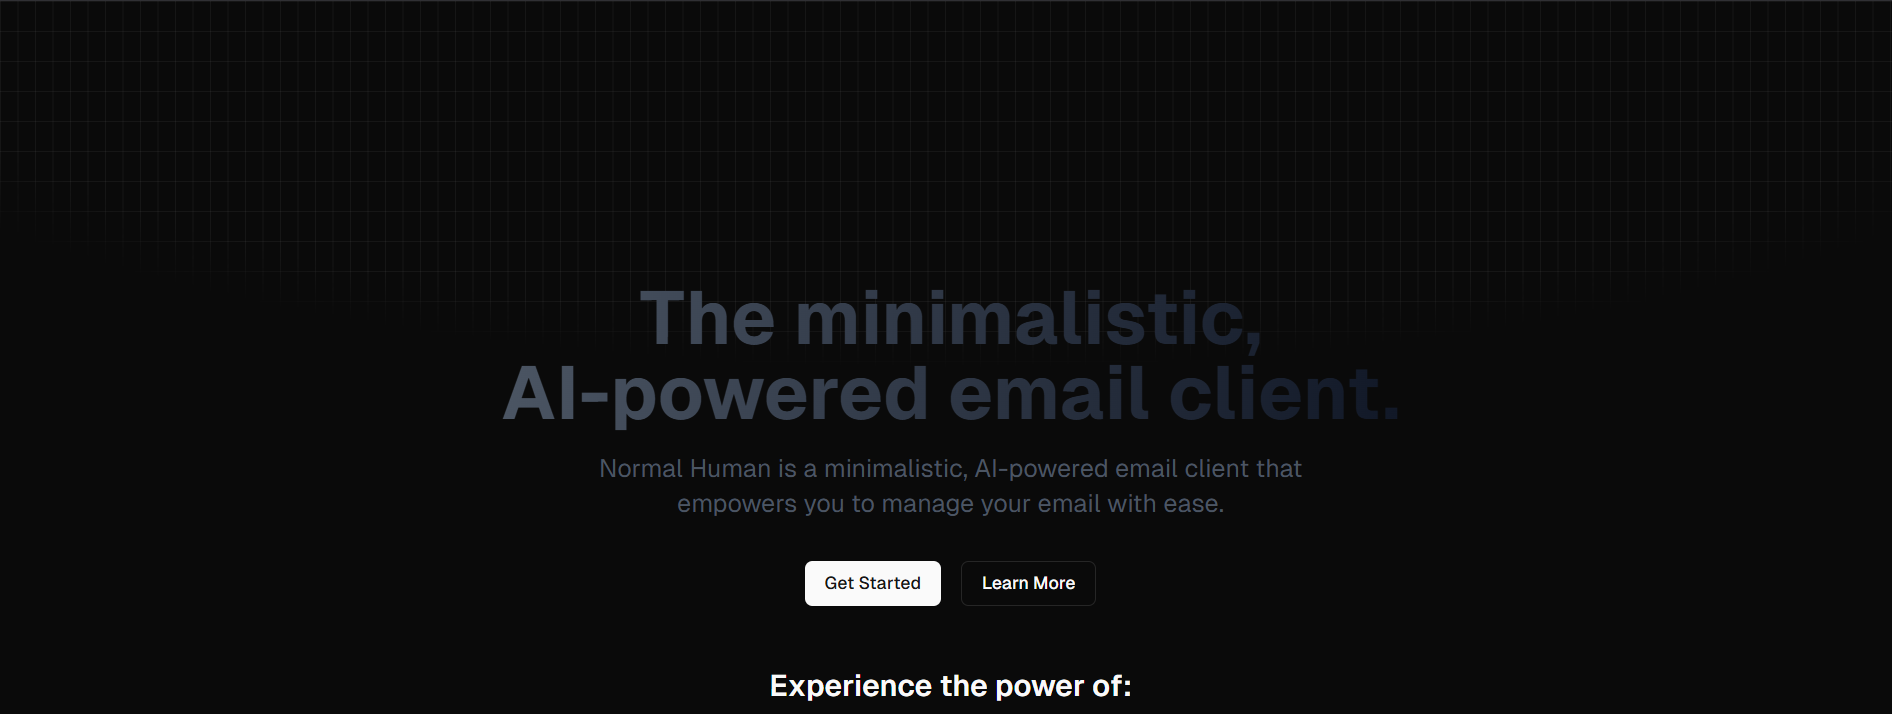 The minimalistic,
AI-powered email client.
Normal Human is a minimalistic, AI-powered email client that
empowers you to manage your email with ease.
Get Started
Learn More
Experience the power of: